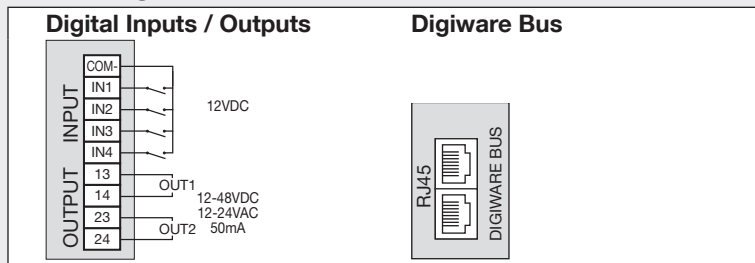 Digital Inputs / Outputs
INPUT
COM-
IN1
IN2
IN3
IN4
12VDC
OUTPUT
13
14
23
24
OUT1
OUT2
12-48VDC
12-24VAC
50mA
Digiware Bus
RJ45
DIGIWARE BUS